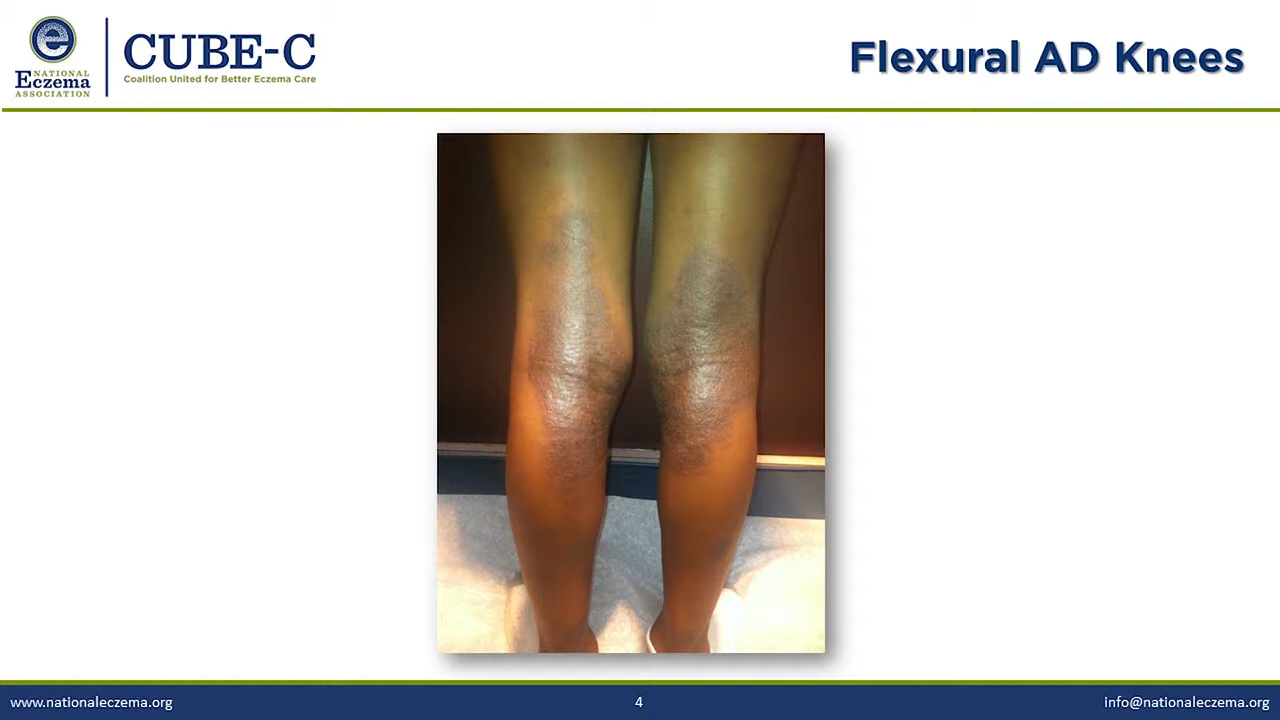 NATIONAL
Eczema
ASSOCIATION
CUBE-C
Coalition United for Better Eczema Care
Flexural AD Knees
www.nationaleczema.org
4
info@nationaleczema.org